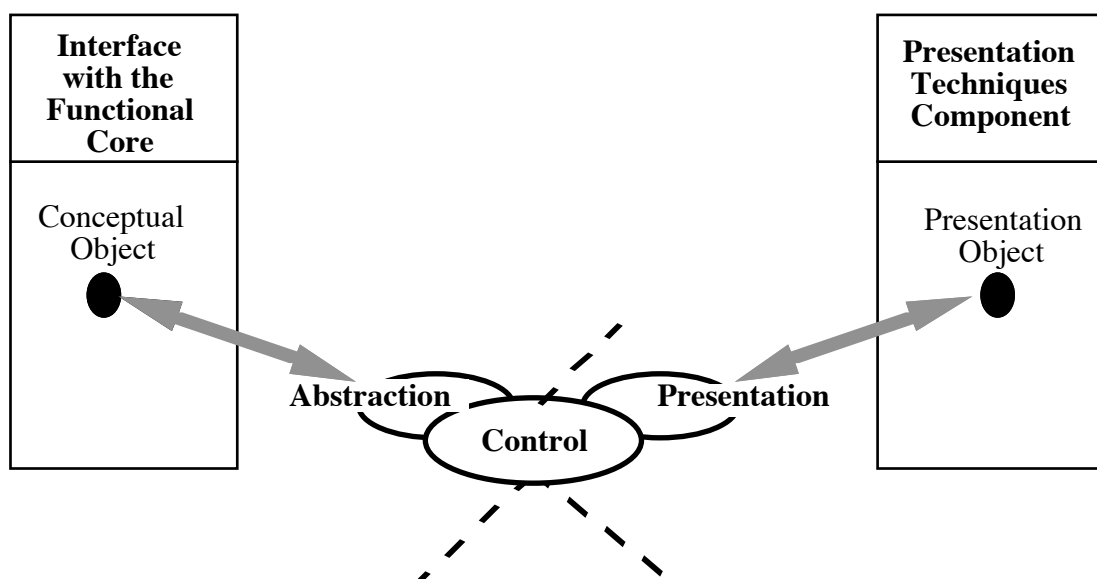 Interface
with the
Functional
Core
Presentation
Techniques
Component
Conceptual
Object
Presentation
Object
Abstraction
Presentation
Control